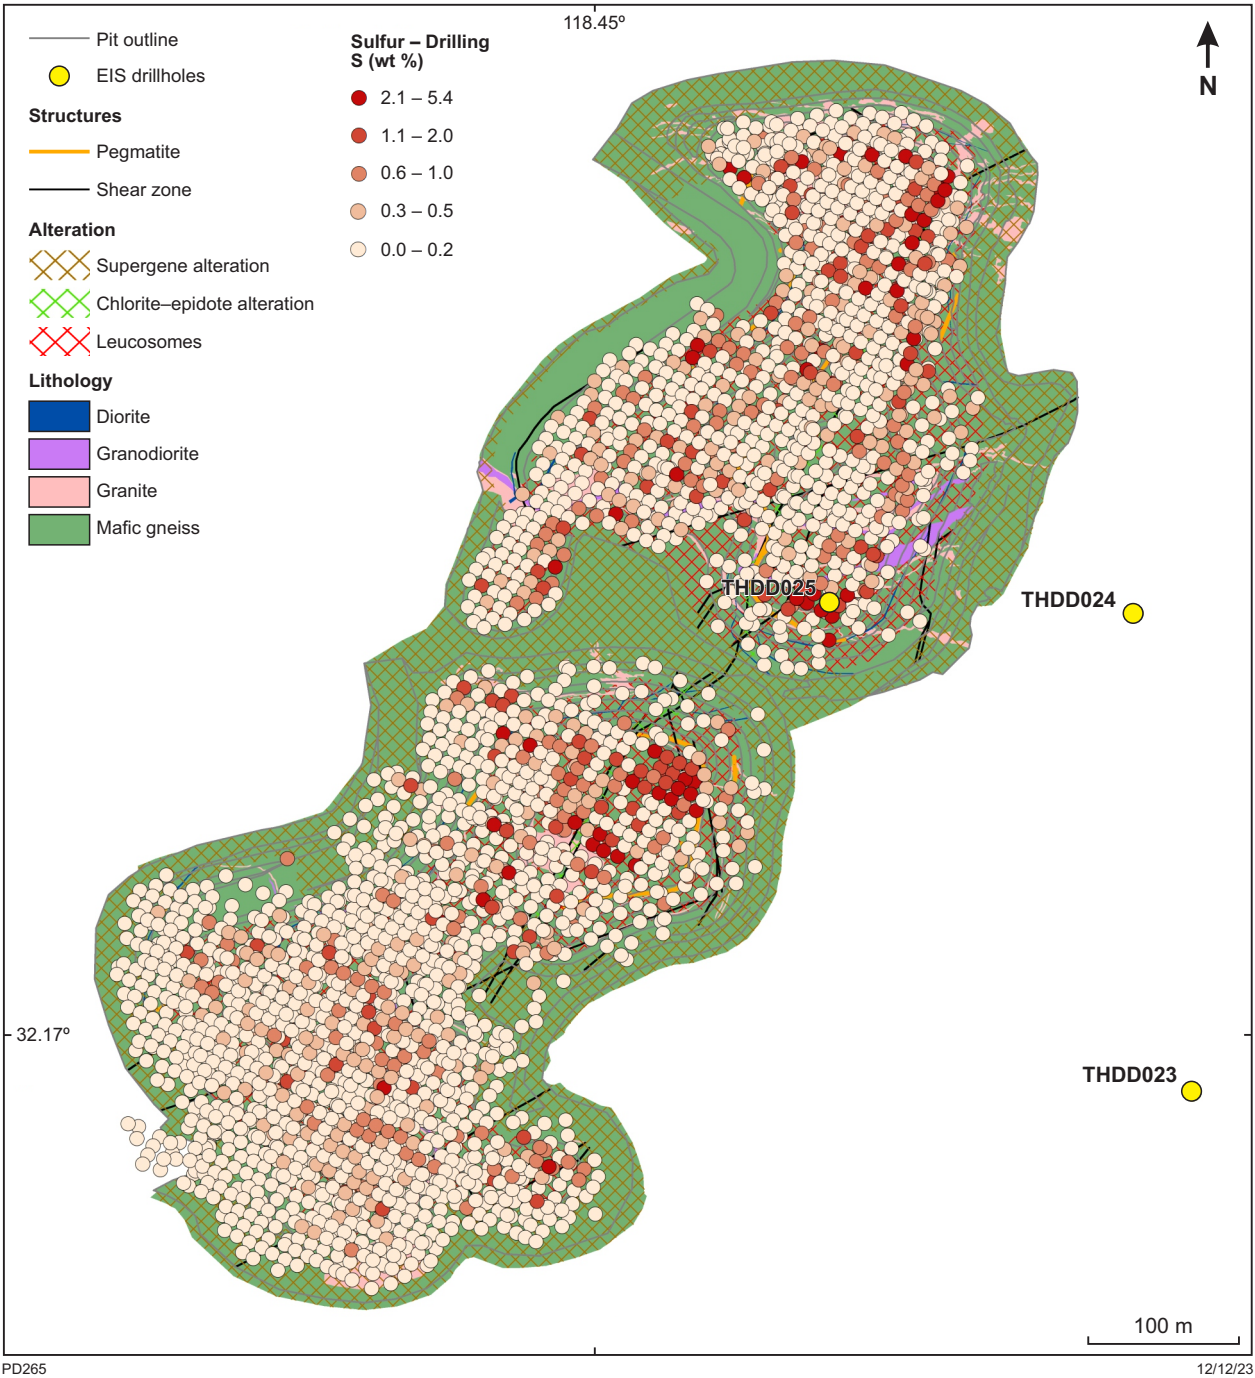 118.45°
Pit outline
EIS drillholes
Structures
Pegmatite
Shear zone
Alteration
Supergene alteration
Chlorite–epidote alteration
Leucosomes
Lithology
Diorite
Granodiorite
Granite
Mafic gneiss
Sulfur – Drilling
S (wt %)
2.1 – 5.4
1.1 – 2.0
0.6 – 1.0
0.3 – 0.5
0.0 – 0.2
N
THDD025
THDD024
32.17°
THDD023
100 m
PD265
12/12/23